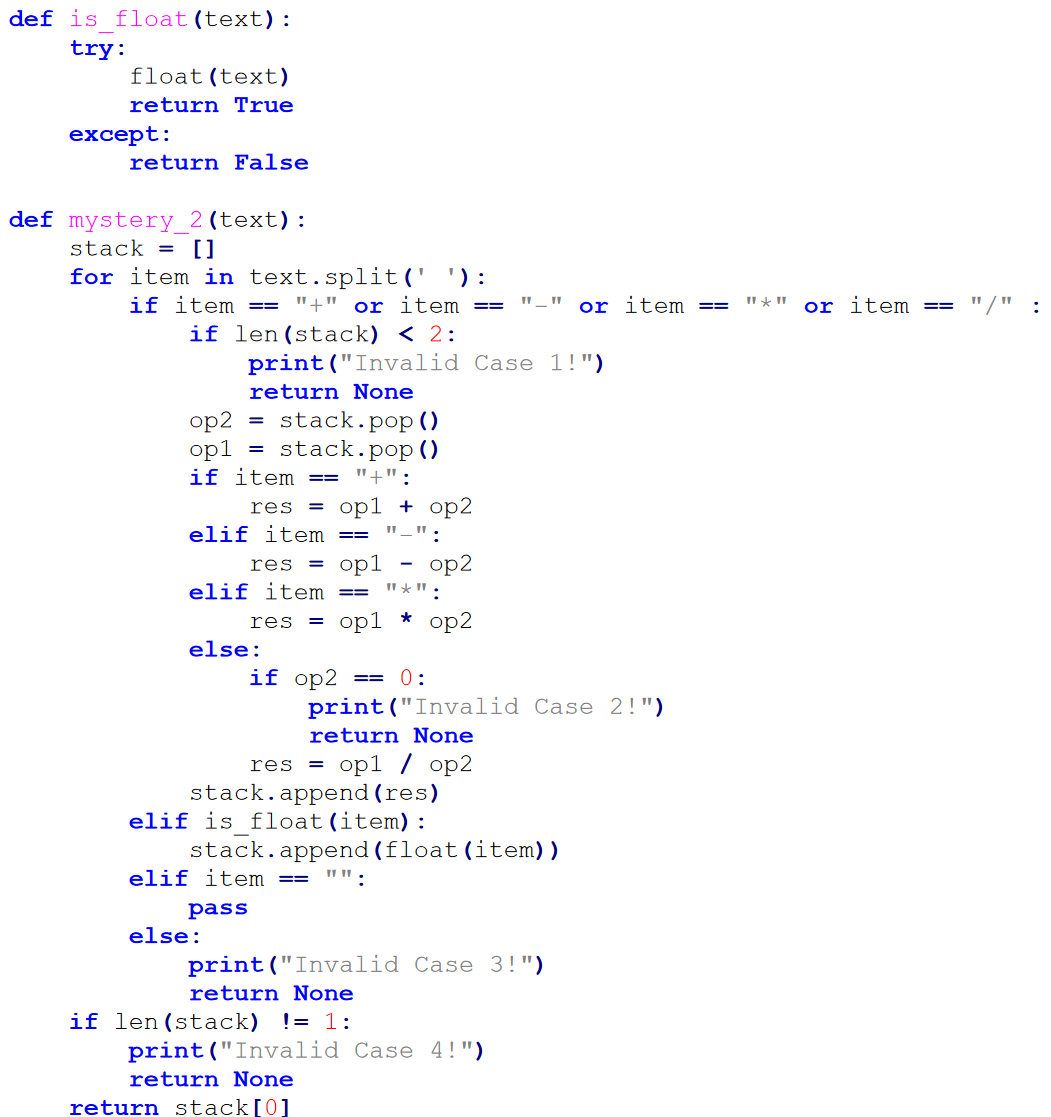 def is_float(text):
    try:
        float(text)
        return True
    except:
        return False

def mystery_2(text):
    stack = []
    for item in text.split(' '):
        if item == "+" or item == "-" or item == "*" or item == "/" :
            if len(stack) < 2:
                print("Invalid Case 1!")
                return None
            op2 = stack.pop()
            op1 = stack.pop()
            if item == "+":
                res = op1 + op2
            elif item == "-":
                res = op1 - op2
            elif item == "*":
                res = op1 * op2
            else:
                if op2 == 0:
                    print("Invalid Case 2!")
                    return None
                res = op1 / op2
            stack.append(res)
        elif is_float(item):
            stack.append(float(item))
        elif item == "":
            pass
        else:
            print("Invalid Case 3!")
            return None
    if len(stack) != 1:
        print("Invalid Case 4!")
        return None
    return stack[0]